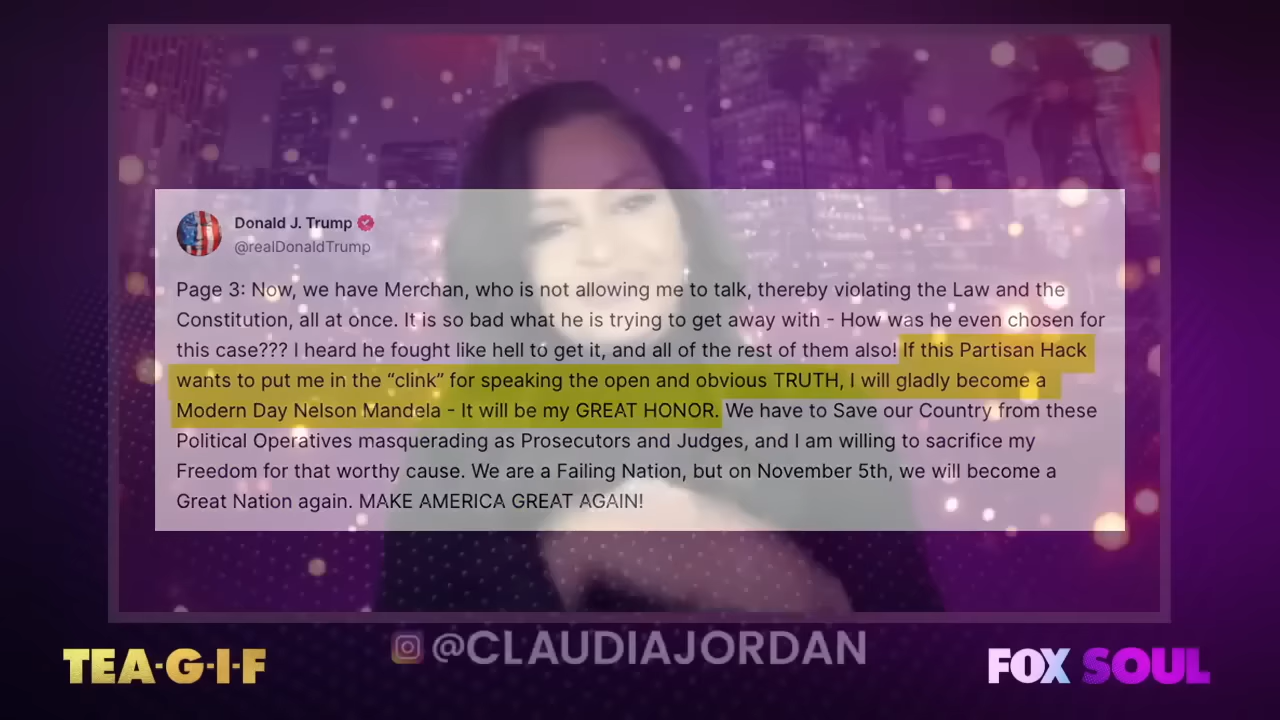 Donald J. Trump
@realDonaldTrump
Page 3: Now, we have Merchan, who is not allowing me to talk, thereby violating the Law and the
Constitution, all at once. It is so bad what he is trying to get away with - How was he even chosen for
this case??? I heard he fought like hell to get it, and all of the rest of them also! If this Partisan Hack
wants to put me in the “clink” for speaking the open and obvious TRUTH, I will gladly become a
Modern Day Nelson Mandela - It will be my GREAT HONOR. We have to Save our Country from these
Political Operatives masquerading as Prosecutors and Judges, and I am willing to sacrifice my
Freedom for that worthy cause. We are a Failing Nation, but on November 5th, we will become a
Great Nation again. MAKE AMERICA GREAT AGAIN!
@CLAUDIAJORDAN
TEA-G-I-F
FOX SOUL